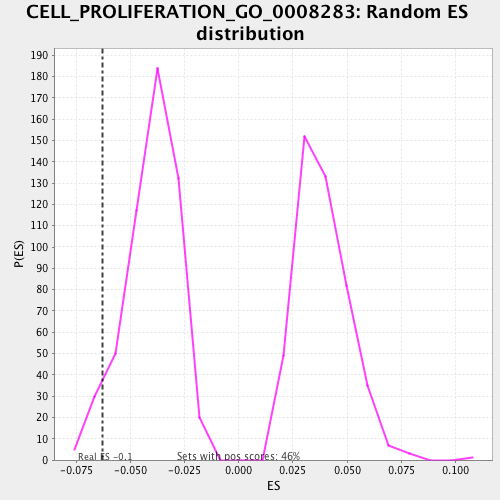 CELL_PROLIFERATION_GO_0008283: Random ES
distribution
190
180
170
160
150
140
130
120
110
100
90
80
70
60
50
40
30
20
10
0
P(ES)
Real ES -0.1
Sets with pos scores: 46%
-0.075 -0.050 -0.025 0.000 0.025 0.050 0.075 0.100
ES